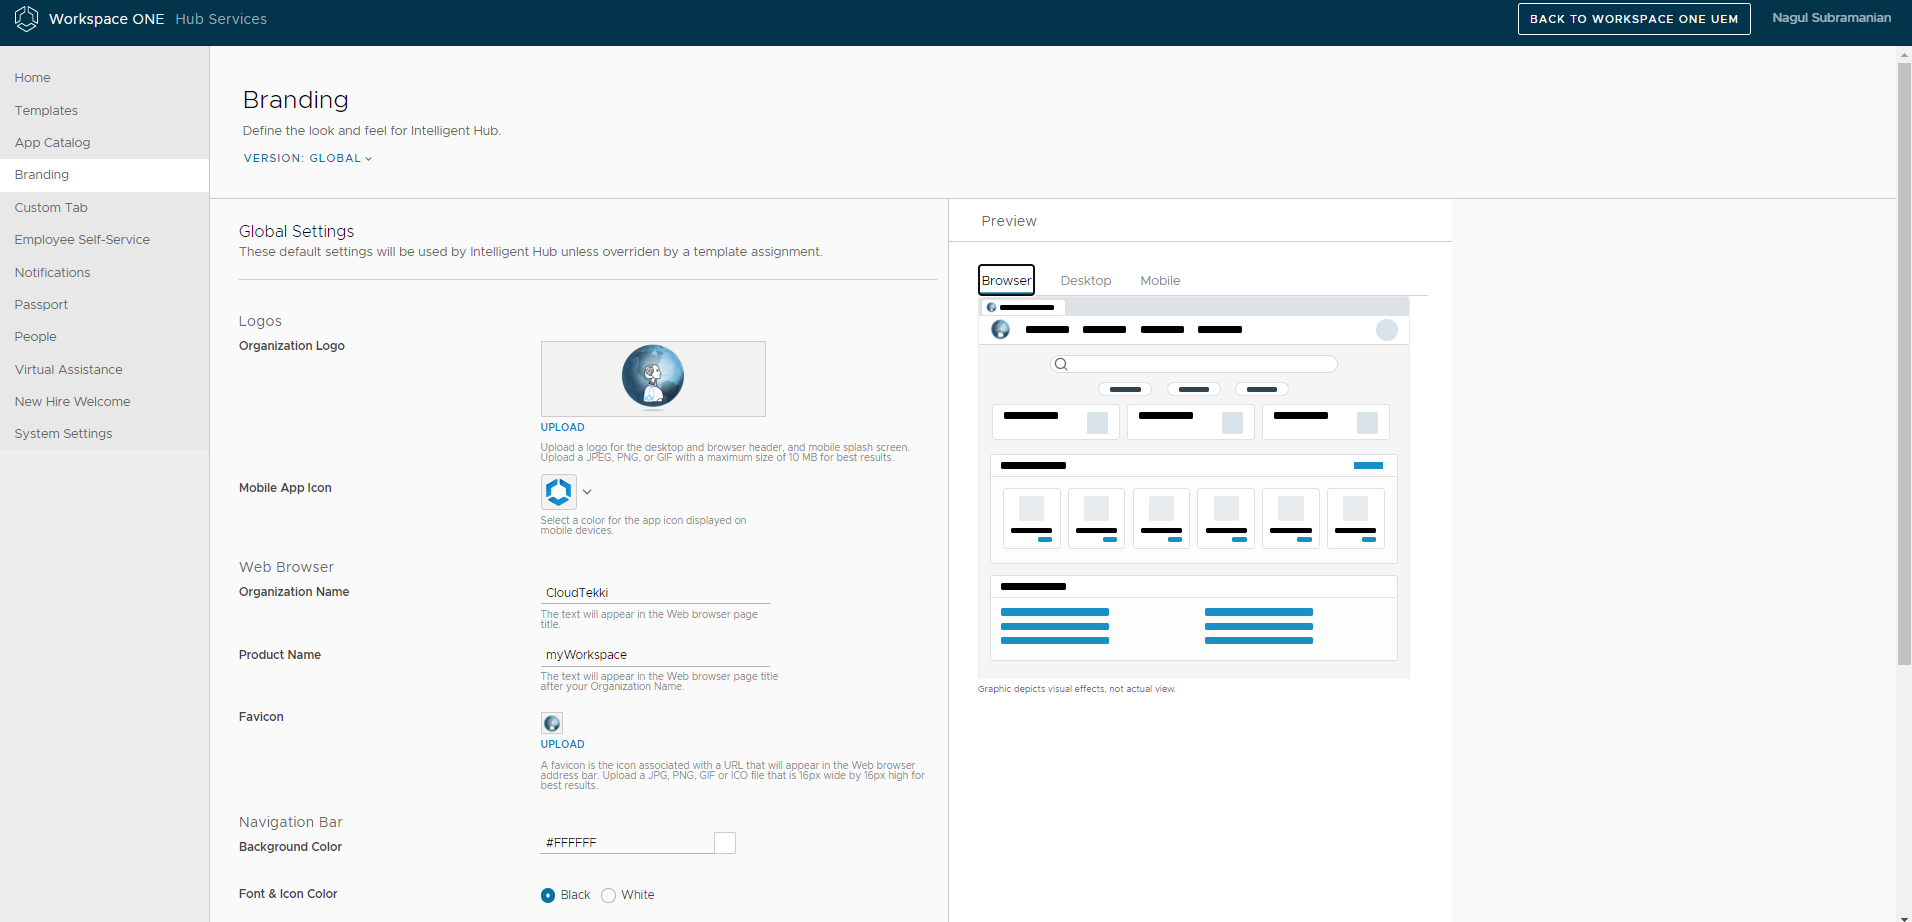 Workspace ONE Hub Services
BACK TO WORKSPACE ONE UEM
Nagul Subramanian
Home
Templates
App Catalog
Branding
Custom Tab
Employee Self-Service
Notifications
Passport
People
Virtual Assistance
New Hire Welcome
System Settings
Branding
Define the look and feel for Intelligent Hub.
VERSION: GLOBAL
Global Settings
These default settings will be used by Intelligent Hub unless overriden by a template assignment.
Logos
Organization Logo
UPLOAD
Upload a logo for the desktop and browser header, and mobile splash screen.
Upload a JPEG, PNG, or GIF with a maximum size of 10 MB for best results.
Mobile App Icon
Select a color for the app icon displayed on
mobile devices.
Web Browser
Organization Name
CloudTekki
The text will appear in the Web browser page
title.
Product Name
myWorkspace
The text will appear in the Web browser page title
after your Organization Name.
Favicon
UPLOAD
A favicon is the icon associated with a URL that will appear in the Web browser
address bar. Upload a JPG, PNG, GIF or ICO file that is 16px wide by 16px high for
best results.
Navigation Bar
Background Color
#FFFFFF
Font & Icon Color
Black White
Preview
Browser Desktop Mobile
Graphic depicts visual effects, not actual view.